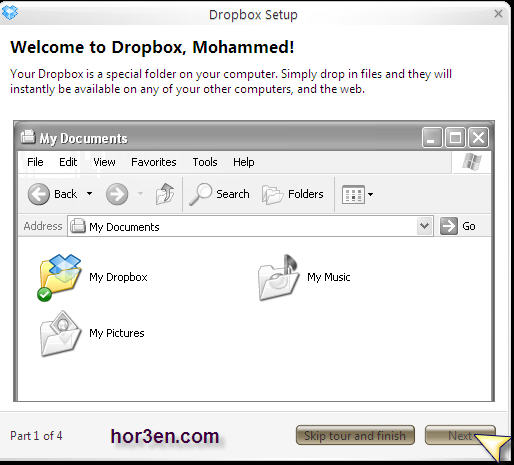 Dropbox Setup
Welcome to Dropbox, Mohammed!
Your Dropbox is a special folder on your computer. Simply drop in files and they will
instantly be available on any of your other computers, and the web.
My Documents
File Edit View Favorites Tools Help
Back Search Folders
Address My Documents Go
My Dropbox My Music
My Pictures
Part 1 of 4 hor3en.com Skip tour and finish Next